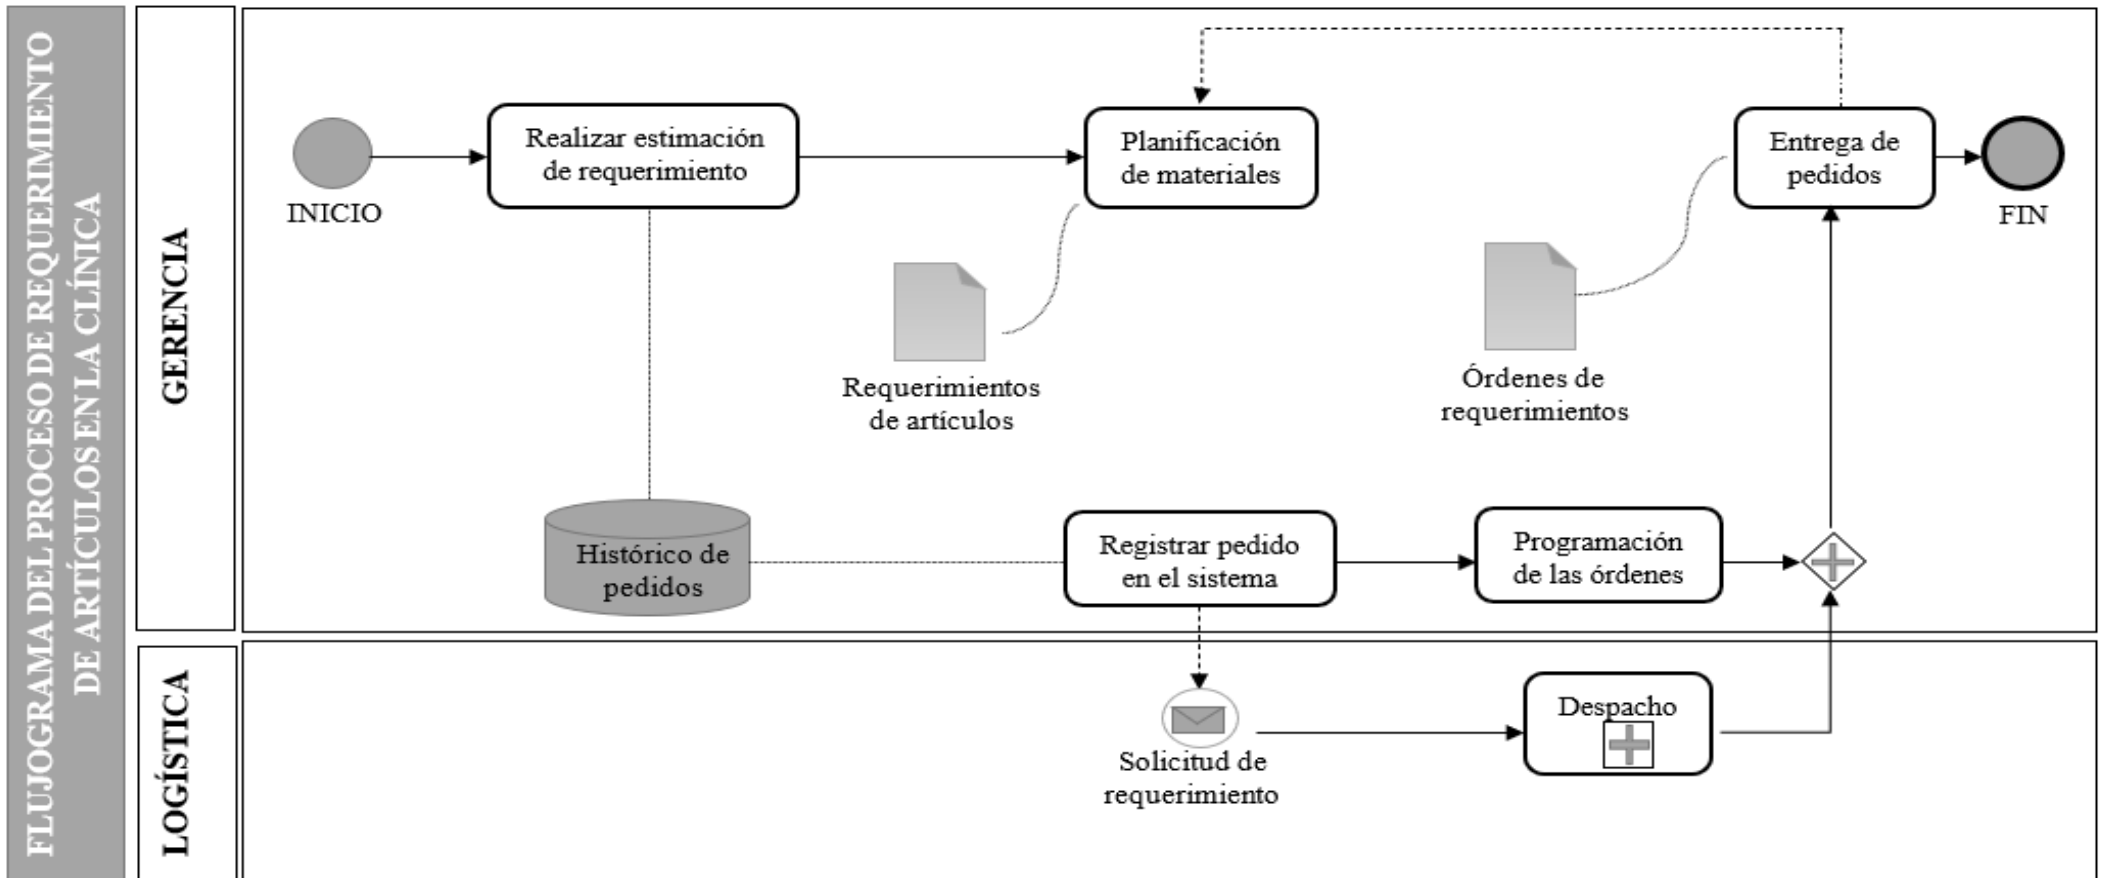 FLUJOGRAMA DEL PROCESO DE REQUERIMIENTO
DE ARTÍCULOS EN LA CLÍNICA
GERENCIA
INICIO
Realizar estimación
de requerimiento
Planificación
de materiales
Entrega de
pedidos
FIN
Requerimientos
de artículos
Órdenes de
requerimientos
Histórico de
pedidos
Registrar pedido
en el sistema
Programación
de las órdenes
LOGÍSTICA
Solicitud de
requerimiento
Despacho